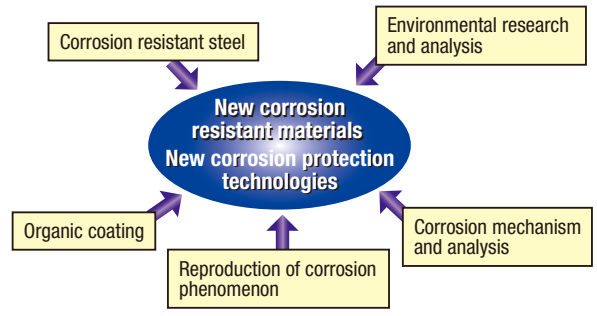 Corrosion resistant steel
Environmental research
and analysis
New corrosion
resistant materials
New corrosion protection
technologies
Organic coating
Reproduction of corrosion
phenomenon
Corrosion mechanism
and analysis